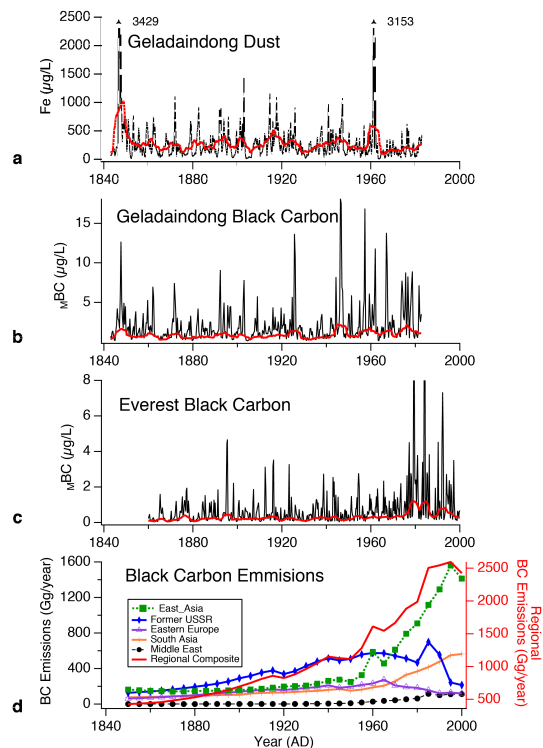 3429
3153
2500
2000
1500
1000
500
0
Fe (µg/L)
Geladaindong Dust
a
1840
1880
1920
1960
2000
15
10
5
MBC (µg/L)
Geladaindong Black Carbon
b
1840
1880
1920
1960
2000
8
6
4
2
0
MBC (µg/L)
Everest Black Carbon
c
1840
1880
1920
1960
2000
1600
1200
800
400
0
BC Emissions (Gg/year)
Black Carbon Emmisions
East_Asia
Former USSR
Eastern Europe
South Asia
Middle East
Regional Composite
2500
2000
1500
1000
500
Regional
BC Emissions (Gg/year)
d
1840
1880
1920
1960
2000
Year (AD)